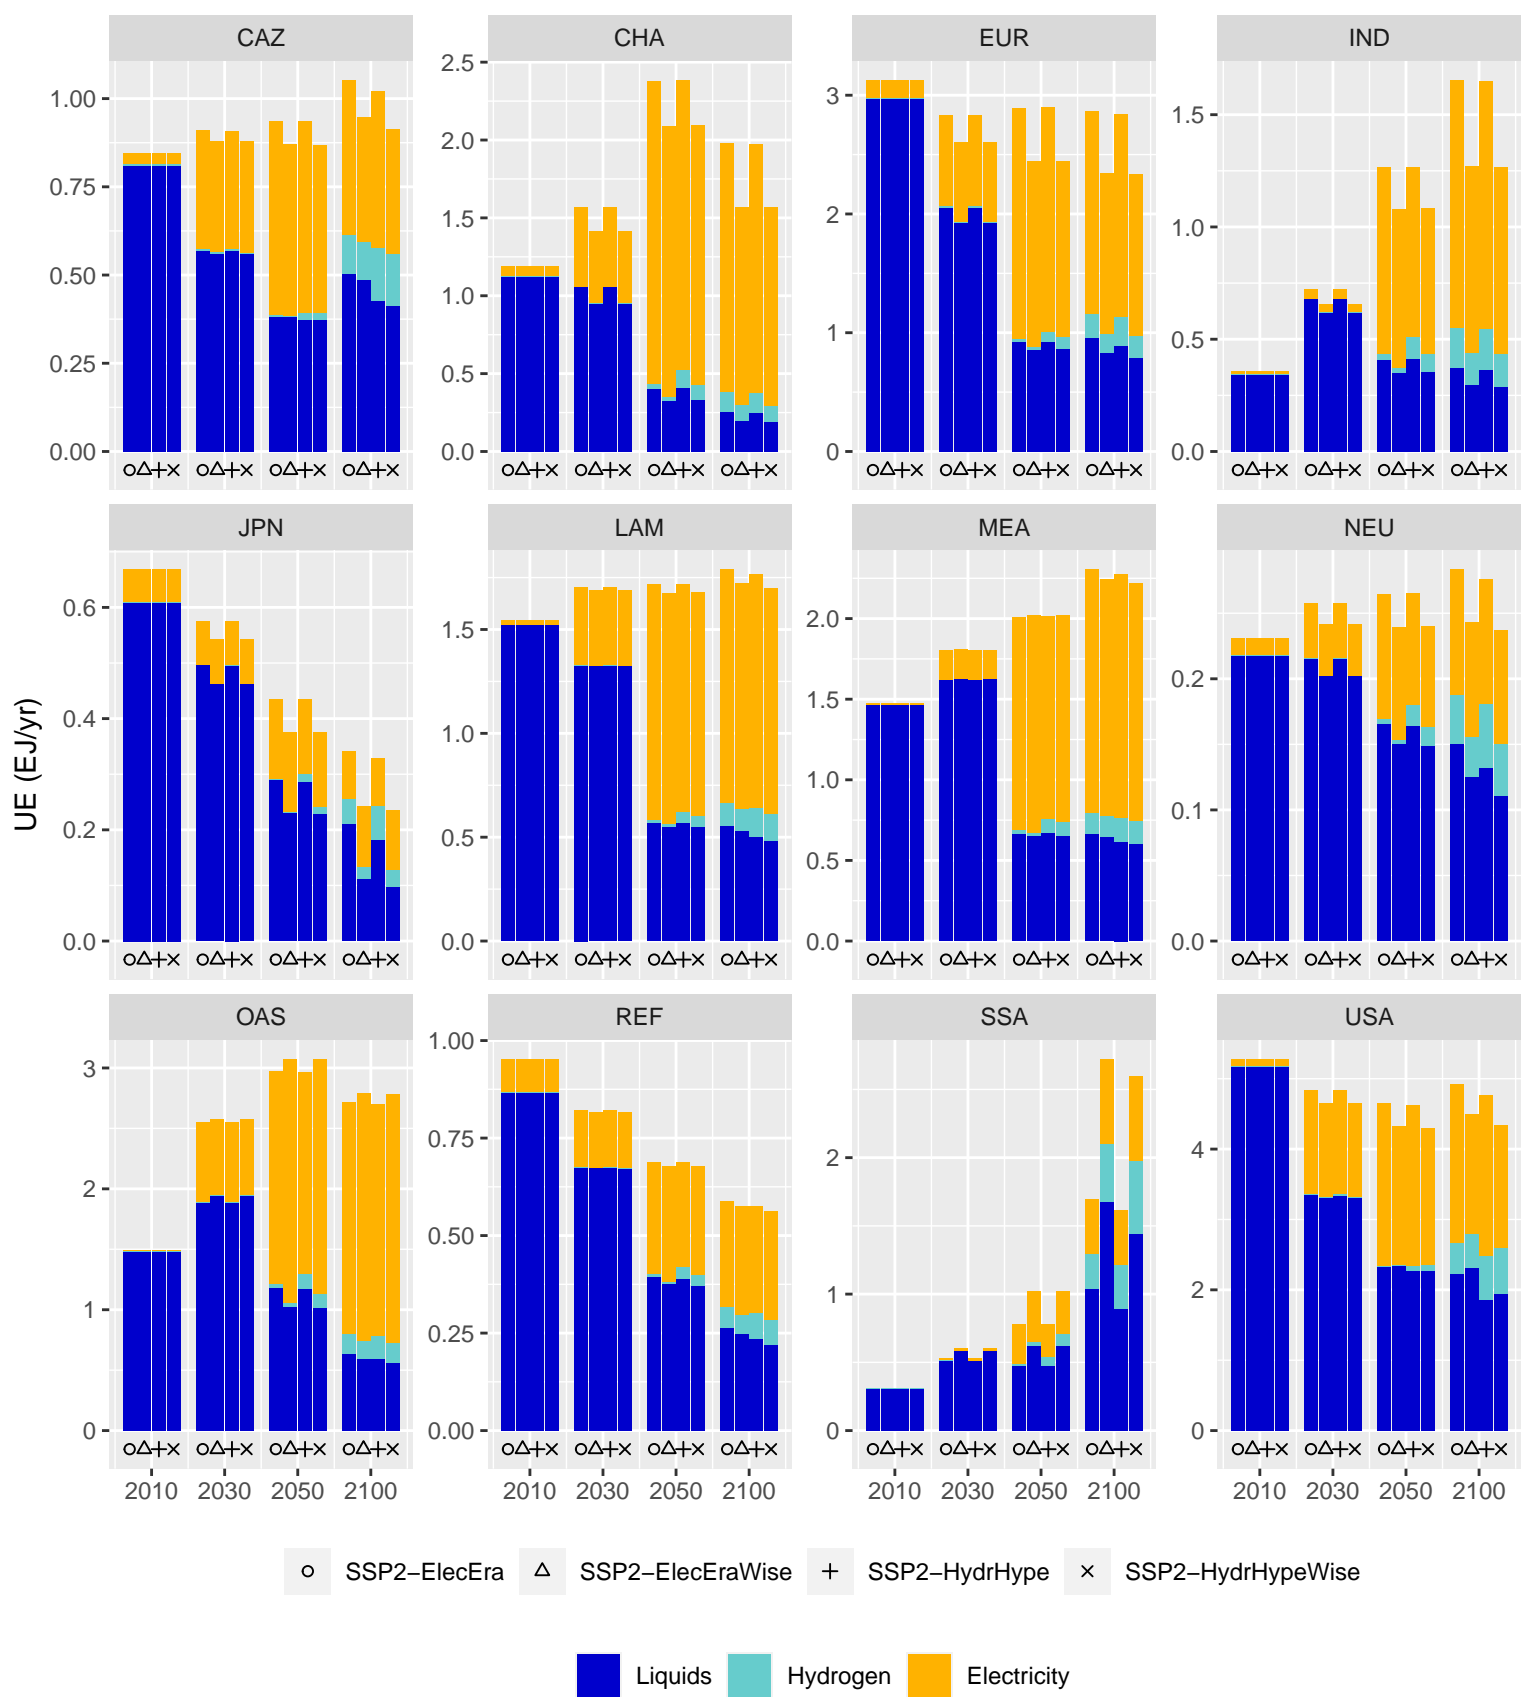 CAZ CHA EUR IND
1.00 2.5 3 1.5
0.75 2.0 2 1.0
0.50 1.5 1 0.5
0.25 1.0 0 0.0
0.00 0.5
0.0
JPN LAM MEA NEU
0.6 1.5 2.0 0.2
0.4 1.0 1.5 0.1
0.2 0.5 1.0 0.0
0.0 0.0 0.5
0.0
UE (EJ/yr)
OAS REF SSA USA
3 1.00 2 4
2 0.75 1 2
1 0.50 0 0
0 0.25
0.00
2010 2030 2050 2100 2010 2030 2050 2100 2010 2030 2050 2100 2010 2030 2050 2100
SSP2−ElecEra SSP2−ElecEraWise SSP2−HydrHype SSP2−HydrHypeWise
Liquids Hydrogen Electricity